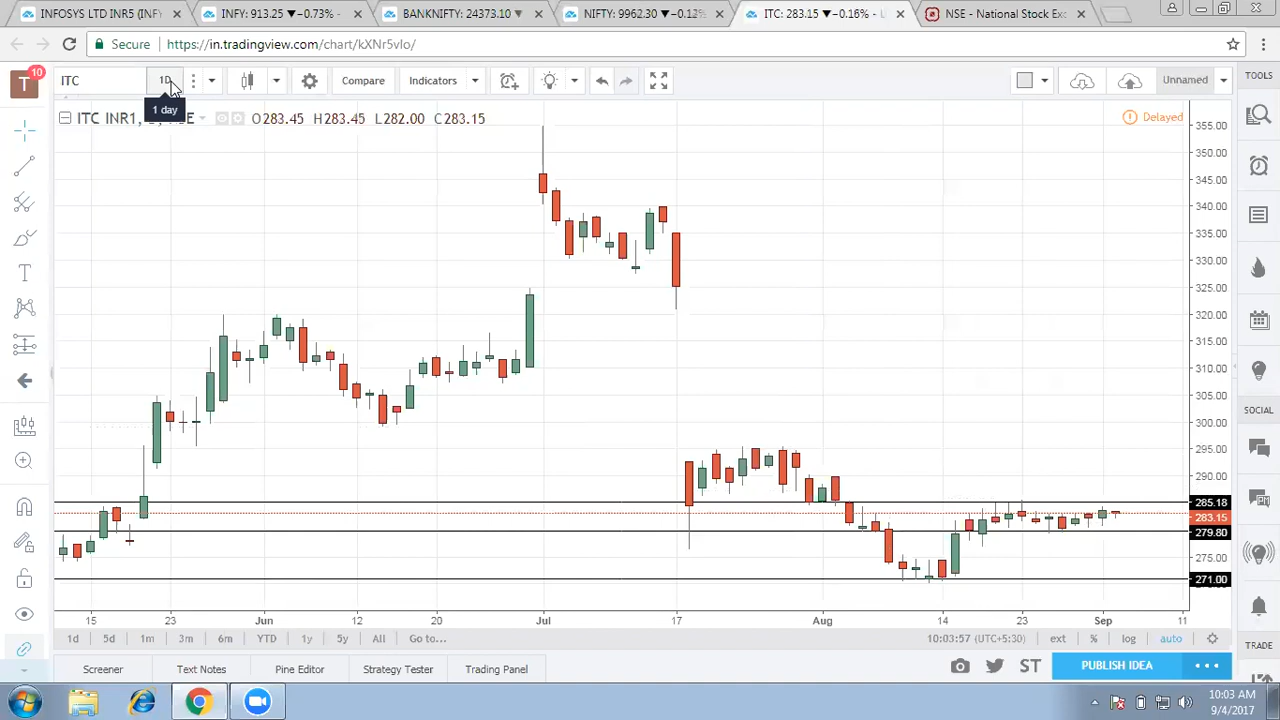 INFOSYS LTD INR5 (INFY
INFY: 913.25 ▼−0.73% –
BANKNIFTY: 24373.10 ▼
NIFTY: 9962.30 ▼−0.12%
ITC: 283.15 ▼−0.16% –
NSE - National Stock Exc
Secure
https://in.tradingview.com/chart/kXNr5vIo/
T
10
ITC
1D
Compare
Indicators
Unnamed
TOOLS
1 day
ITC INR1,
O283.45 H283.45 L282.00 C283.15
Delayed
355.00
350.00
345.00
340.00
335.00
330.00
325.00
320.00
315.00
310.00
305.00
300.00
295.00
290.00
285.18
283.15
279.80
275.00
271.00
SOCIAL
TRADE
15
23
Jun
12
20
Jul
17
Aug
14
23
Sep
11
1d 5d 1m 3m 6m YTD 1y 5y All Go to...
10:03:57 (UTC+5:30) ext % log auto
Screener
Text Notes
Pine Editor
Strategy Tester
Trading Panel
ST
PUBLISH IDEA
10:03 AM
9/4/2017